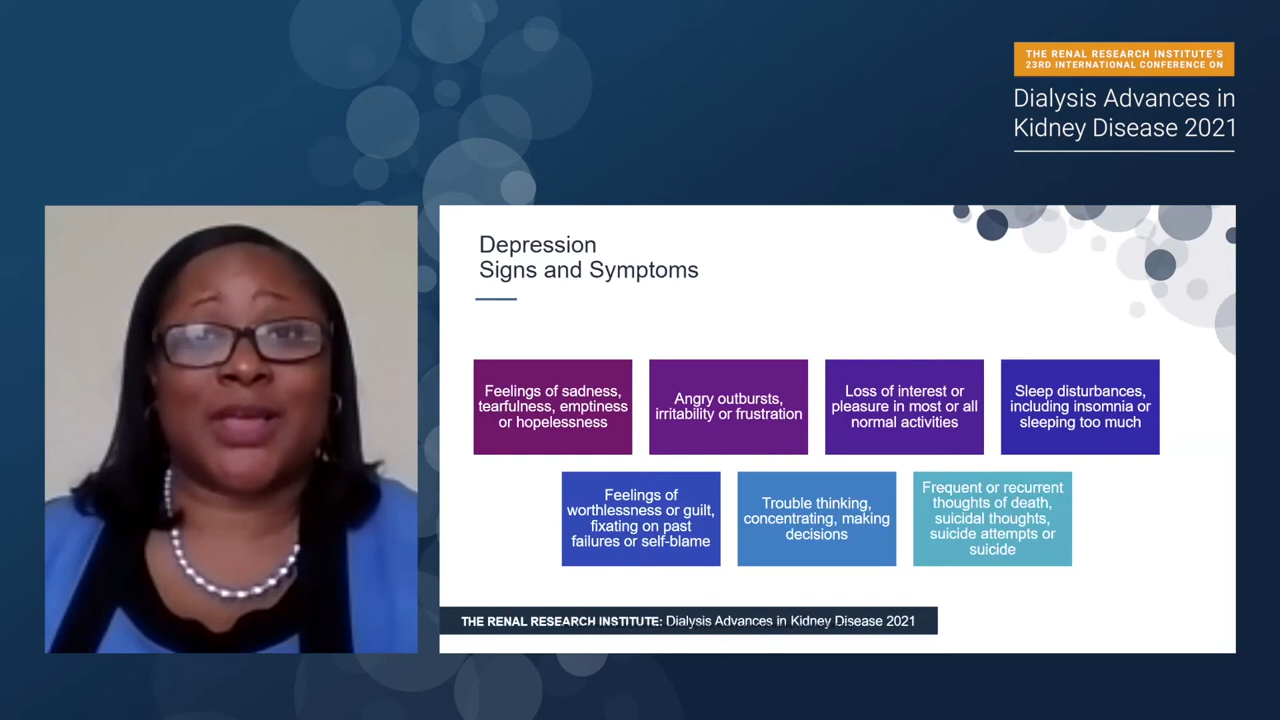 THE RENAL RESEARCH INSTITUTE'S
23RD INTERNATIONAL CONFERENCE ON
Dialysis Advances in
Kidney Disease 2021
Depression
Signs and Symptoms
Feelings of sadness,
tearfulness, emptiness
or hopelessness
Angry outbursts,
irritability or frustration
Loss of interest or
pleasure in most or all
normal activities
Sleep disturbances,
including insomnia or
sleeping too much
Feelings of
worthlessness or guilt,
fixating on past
failures or self-blame
Trouble thinking,
concentrating, making
decisions
Frequent or recurrent
thoughts of death,
suicidal thoughts,
suicide attempts or
suicide
THE RENAL RESEARCH INSTITUTE: Dialysis Advances in Kidney Disease 2021